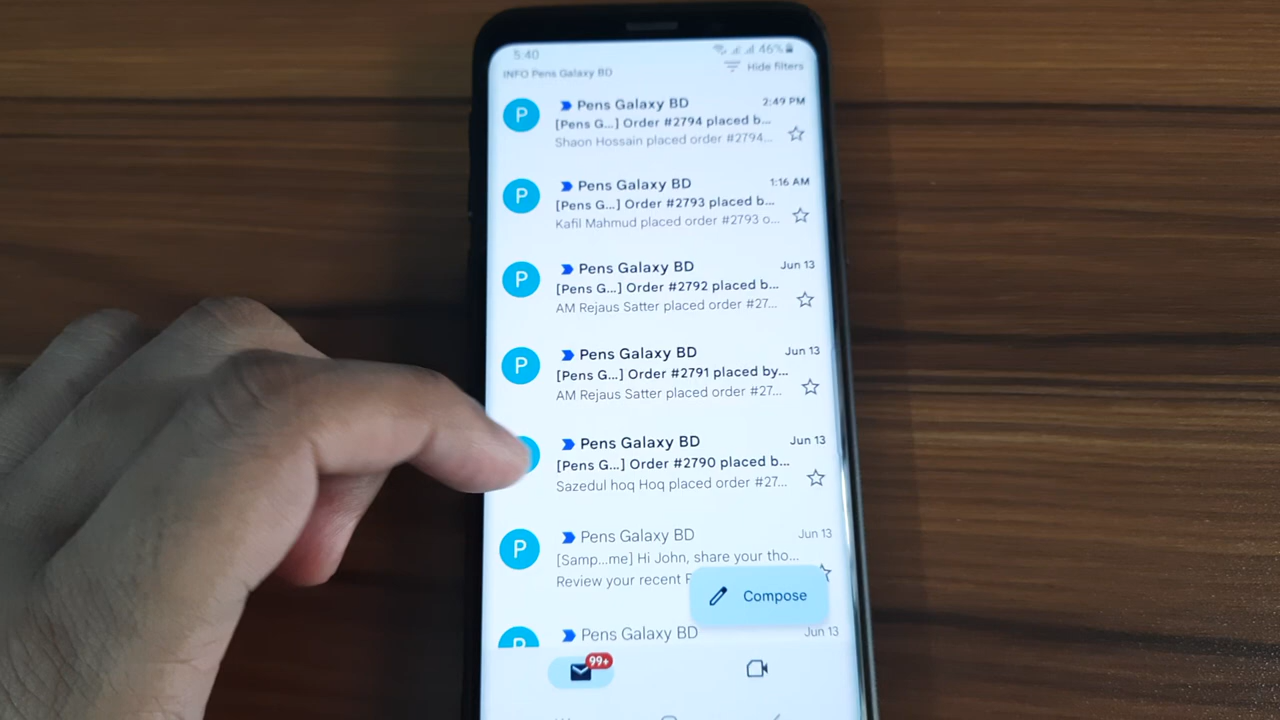 5:40 46%
INFO Pens Galaxy BD Hide filters
P Pens Galaxy BD 2:49 PM
[Pens G...] Order #2794 placed b...
Shaon Hossain placed order #2794...
P Pens Galaxy BD 1:16 AM
[Pens G...] Order #2793 placed b...
Kafil Mahmud placed order #2793 o...
P Pens Galaxy BD Jun 13
[Pens G...] Order #2792 placed b...
AM Rejaus Satter placed order #27...
P Pens Galaxy BD Jun 13
[Pens G...] Order #2791 placed by...
AM Rejaus Satter placed order #27...
Pens Galaxy BD Jun 13
[Pens G...] Order #2790 placed b...
Sazedul hoq Hoq placed order #27...
P Pens Galaxy BD Jun 13
[Samp...me] Hi John, share your tho...
Review your recent
Compose
P Pens Galaxy BD Jun 13
99+